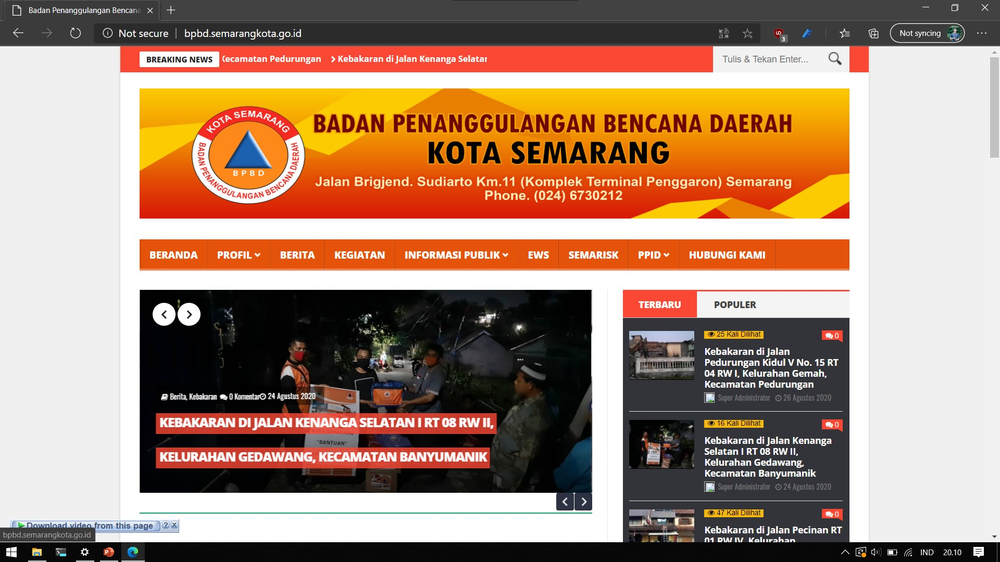 Badan Penanggulangan Bencana
Not secure
bpbd.semarangkota.go.id
3
Not syncing
BREAKING NEWS
Kecamatan Pedurungan
Kebakaran di Jalan Kenanga Selatan
Tulis & Tekan Enter...
KOTA SEMARANG
BADAN PENANGGULANGAN BENCANA DAERAH
BPBD
BADAN PENANGGULANGAN BENCANA DAERAH
KOTA SEMARANG
Jalan Brigjend. Sudiarto Km.11 (Komplek Terminal Penggaron) Semarang
Phone. (024) 6730212
BERANDA PROFIL BERITA KEGIATAN INFORMASI PUBLIK EWS SEMARISK PPID HUBUNGI KAMI
Berita, Kebakaran 0 Komentar 24 Agustus 2020
KEBAKARAN DI JALAN KENANGA SELATAN I RT 08 RW II,
KOTA SEMARANG
"BANTUAN"
KELURAHAN GEDAWANG, KECAMATAN BANYUMANIK
TERBARU POPULER
25 Kali Dilihat 0
Kebakaran di Jalan
Pedurungan Kidul V No. 15 RT
04 RW I, Kelurahan Gemah,
Kecamatan Pedurungan
Super Administrator 26 Agustus 2020
16 Kali Dilihat 0
Kebakaran di Jalan Kenanga
Selatan I RT 08 RW II,
Kelurahan Gedawang,
Kecamatan Banyumanik
Super Administrator 24 Agustus 2020
47 Kali Dilihat 0
Kebakaran di Jalan Pecinan RT
01 RW IV, Kelurahan
Download video from this page ? X
bpbd.semarangkota.go.id
IND 20.10